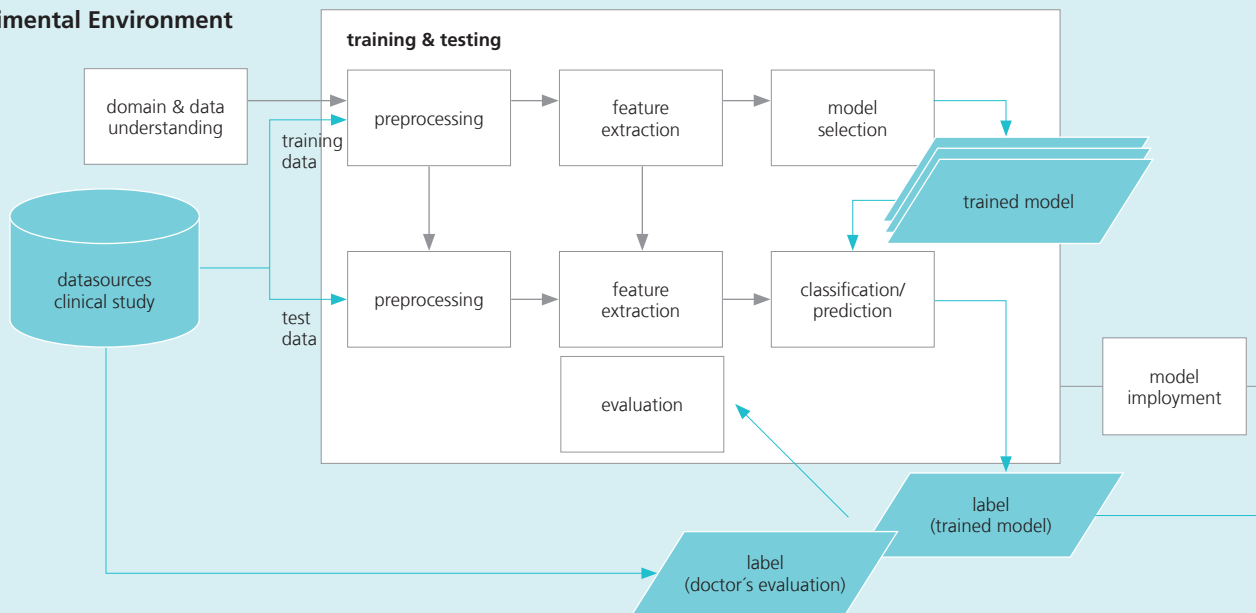 imental Environment
training & testing
domain & data
understanding
preprocessing
feature
extraction
model
selection
training
data
trained model
datasources
clinical study
preprocessing
feature
extraction
classification/
prediction
test
data
evaluation
model
imployment
label
(trained model)
label
(doctor´s evaluation)